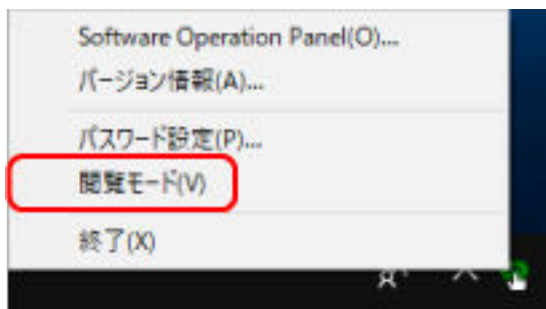 Software Operation Panel(O)...
バージョン情報(A)...
パスワード設定(P)...
閲覧モード(V)
終了(X)